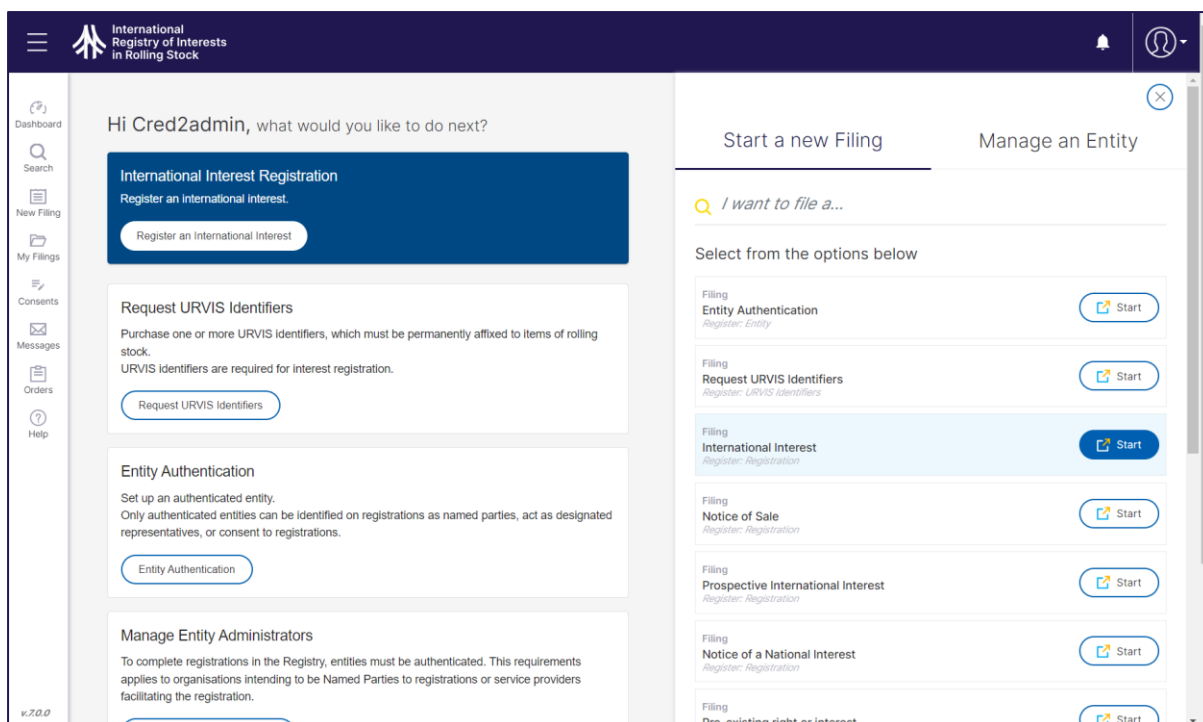 International
Registry of Interests
in Rolling Stock
Dashboard
Search
New Filing
My Filings
Consents
Messages
Orders
Help
v.7.0.0
Hi Cred2admin, what would you like to do next?
International Interest Registration
Register an international interest.
Register an International Interest
Request URVIS Identifiers
Purchase one or more URVIS identifiers, which must be permanently affixed to items of rolling
stock.
URVIS identifiers are required for interest registration.
Request URVIS Identifiers
Entity Authentication
Set up an authenticated entity.
Only authenticated entities can be identified on registrations as named parties, act as designated
representatives, or consent to registrations.
Entity Authentication
Manage Entity Administrators
To complete registrations in the Registry, entities must be authenticated. This requirements
applies to organisations intending to be Named Parties to registrations or service providers
facilitating the registration.
Start a new Filing
Manage an Entity
I want to file a...
Select from the options below
Filing
Entity Authentication
Register: Entity
Start
Filing
Request URVIS Identifiers
Register: URVIS Identifiers
Start
Filing
International Interest
Register: Registration
Start
Filing
Notice of Sale
Register: Registration
Start
Filing
Prospective International Interest
Register: Registration
Start
Filing
Notice of a National Interest
Register: Registration
Start
Filing
Pre-existing right or interest
Start